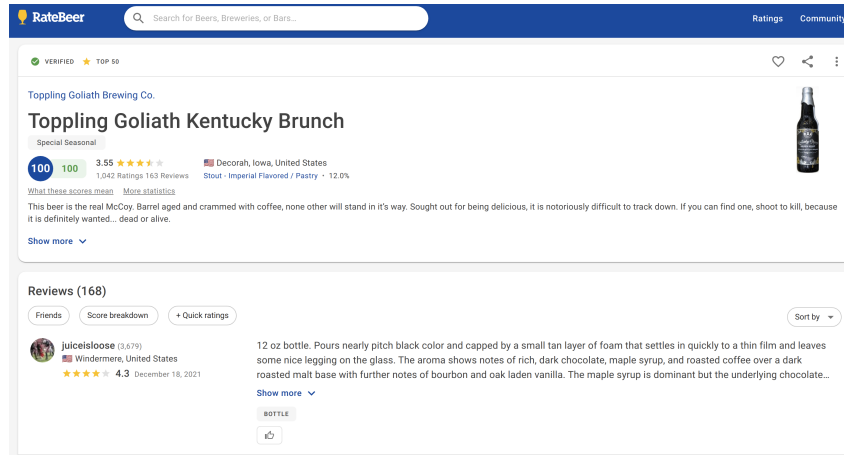 RateBeer
Search for Beers, Breweries, or Bars...
Ratings
Community
VERIFIED
TOP 50
Toppling Goliath Brewing Co.
Toppling Goliath Kentucky Brunch
Special Seasonal
100
100
3.55
1,042 Ratings 163 Reviews
Decorah, Iowa, United States
Stout - Imperial Flavored / Pastry • 12.0%
What these scores mean
More statistics
This beer is the real McCoy. Barrel aged and crammed with coffee, none other will stand in it's way. Sought out for being delicious, it is notoriously difficult to track down. If you can find one, shoot to kill, because
it is definitely wanted... dead or alive.
Show more
Reviews (168)
Friends
Score breakdown
+ Quick ratings
Sort by
juiceisloose (3,679)
Windermere, United States
4.3 December 18, 2021
12 oz bottle. Pours nearly pitch black color and capped by a small tan layer of foam that settles in quickly to a thin film and leaves
some nice legging on the glass. The aroma shows notes of rich, dark chocolate, maple syrup, and roasted coffee over a dark
roasted malt base with further notes of bourbon and oak laden vanilla. The maple syrup is dominant but the underlying chocolate...
Show more
BOTTLE